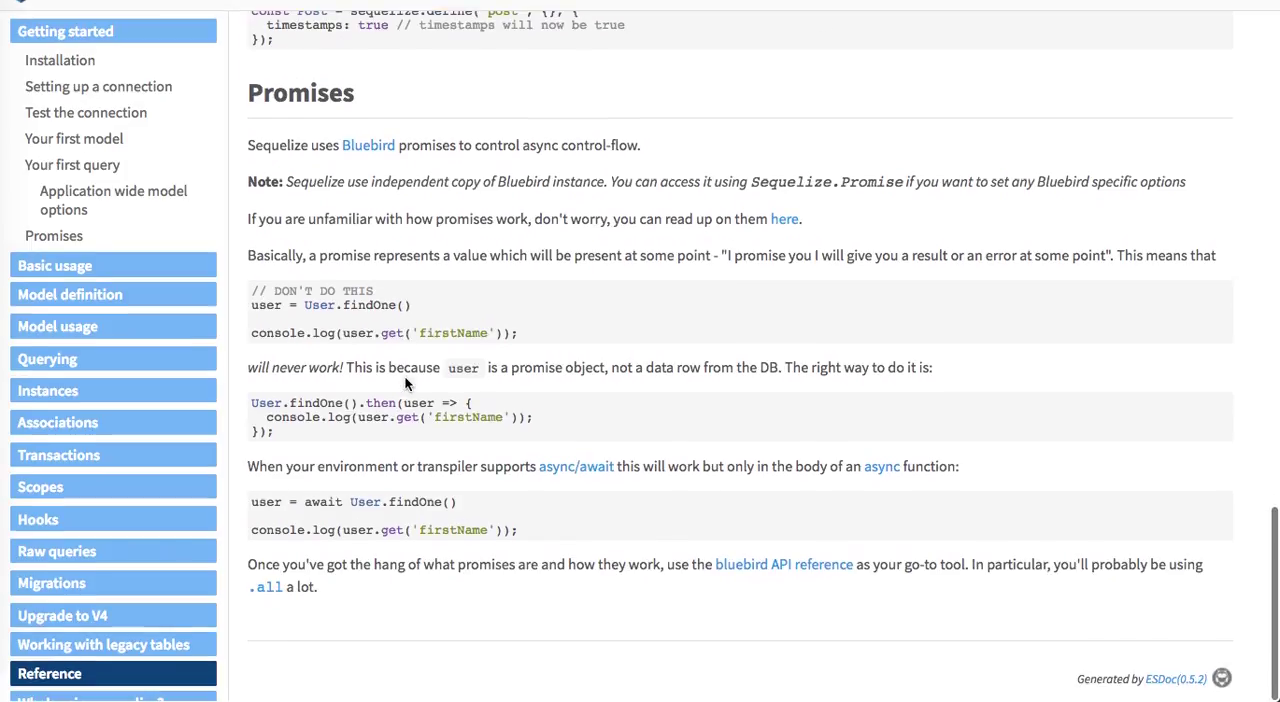 Getting started
Installation
Setting up a connection
Test the connection
Your first model
Your first query
Application wide model
options
Promises
Basic usage
Model definition
Model usage
Querying
Instances
Associations
Transactions
Scopes
Hooks
Raw queries
Migrations
Upgrade to V4
Working with legacy tables
Reference
const Post = sequelize.define('post', {}, {
timestamps: true // timestamps will now be true
});
Promises
Sequelize uses Bluebird promises to control async control-flow.
Note: Sequelize use independent copy of Bluebird instance. You can access it using Sequelize.Promise if you want to set any Bluebird specific options
If you are unfamiliar with how promises work, don't worry, you can read up on them here.
Basically, a promise represents a value which will be present at some point - "I promise you I will give you a result or an error at some point". This means that
// DON'T DO THIS
user = User.findOne()
console.log(user.get('firstName'));
will never work! This is because user is a promise object, not a data row from the DB. The right way to do it is:
User.findOne().then(user => {
console.log(user.get('firstName'));
});
When your environment or transpiler supports async/await this will work but only in the body of an async function:
user = await User.findOne()
console.log(user.get('firstName'));
Once you've got the hang of what promises are and how they work, use the bluebird API reference as your go-to tool. In particular, you'll probably be using
.all a lot.
Generated by ESDoc(0.5.2)